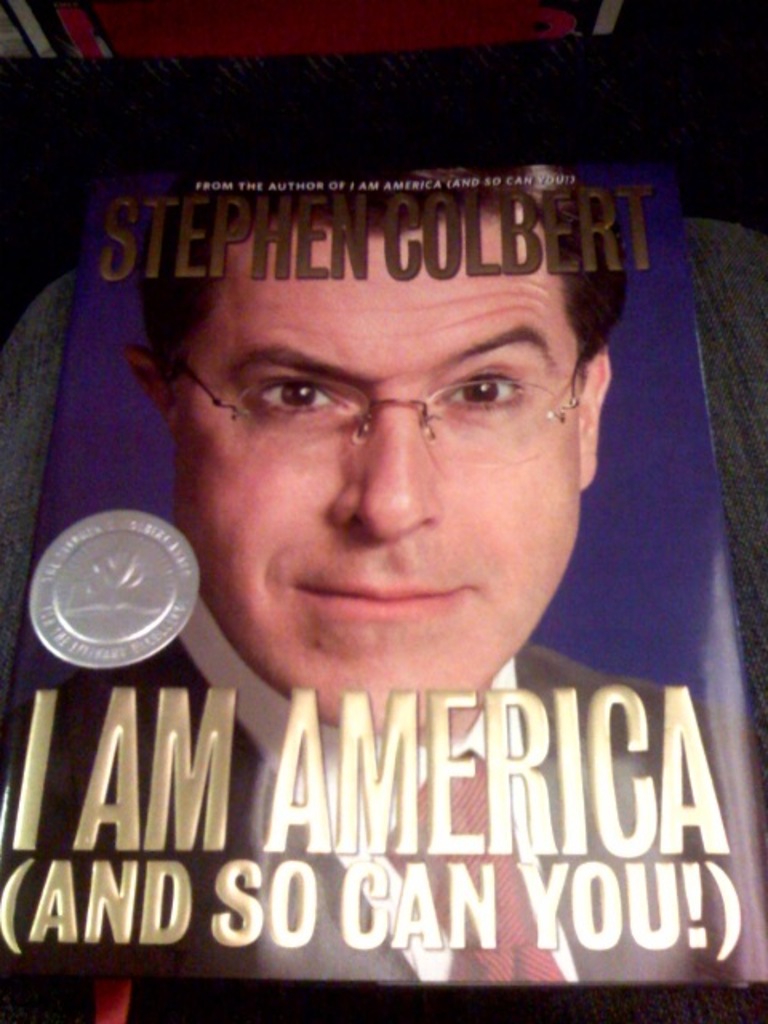 FROM THE AUTHOR OF I AM AMERICA (AND SO CAN YOU!)
STEPHEN COLBERT
I AM AMERICA
(AND SO CAN YOU!)